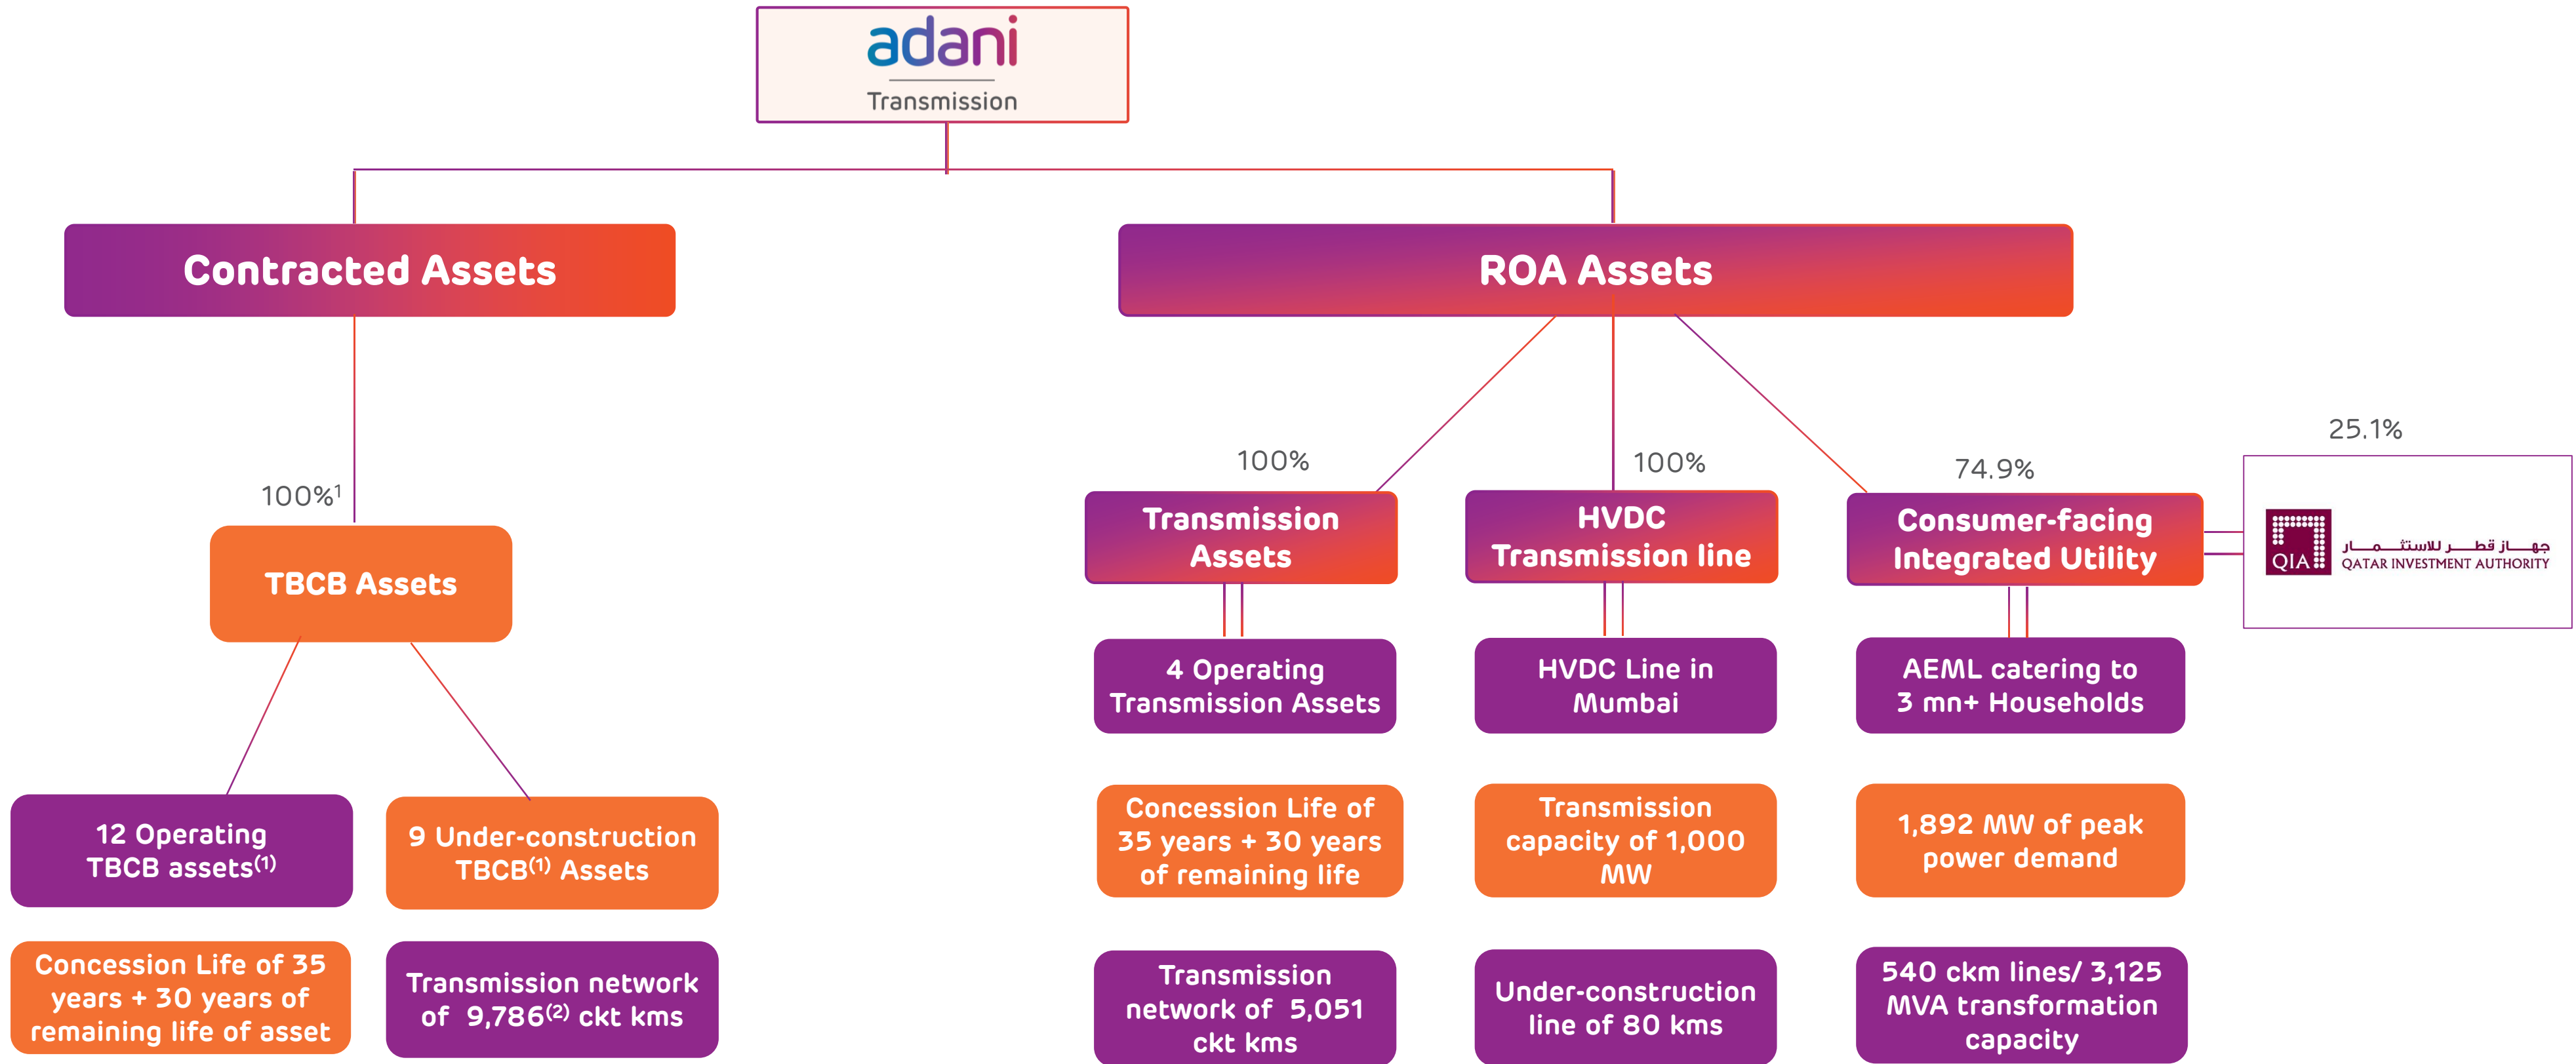 adani
Transmission
Contracted Assets
ROA Assets
100%¹
TBCB Assets
12 Operating
TBCB assets⁽¹⁾
9 Under-construction
TBCB⁽¹⁾ Assets
Concession Life of 35
years + 30 years of
remaining life of asset
Transmission network
of 9,786⁽²⁾ ckt kms
100%
Transmission
Assets
4 Operating
Transmission Assets
Concession Life of
35 years + 30 years
of remaining life
Transmission
network of 5,051
ckt kms
100%
HVDC
Transmission line
HVDC Line in
Mumbai
Transmission
capacity of 1,000
MW
Under-construction
line of 80 kms
74.9%
Consumer-facing
Integrated Utility
AEML catering to
3 mn+ Households
1,892 MW of peak
power demand
540 ckm lines/ 3,125
MVA transformation
capacity
25.1%
QIA
جهـــاز قطـــر للاستثـــمـــار
QATAR INVESTMENT AUTHORITY